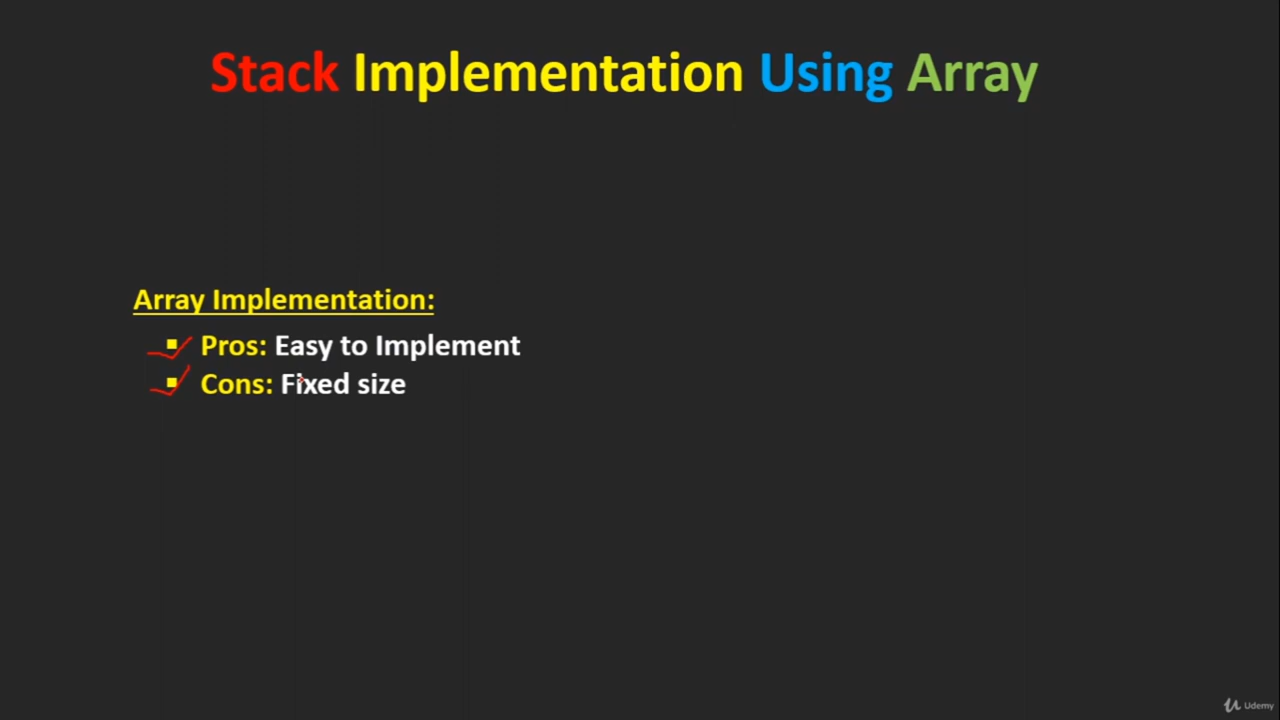 Stack Implementation Using Array
Array Implementation:
Pros: Easy to Implement
Cons: Fixed size
Udemy